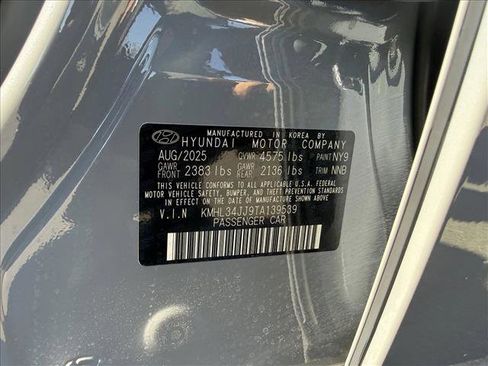 MANUFACTURED IN KOREA BY
HYUNDAI MOTOR COMPANY
AUG/2025 GVWR 4575 lbs PAINT NY9
GAWR FRONT 2383 lbs GAWR REAR 2136 lbs TRIM NNB
THIS VEHICLE CONFORMS TO ALL APPLICABLE U.S. FEDERAL
MOTOR VEHICLE SAFETY, BUMPER, AND THEFT PREVENTION
STANDARDS IN EFFECT ON THE DATE OF MANUFACTURE SHOWN ABOVE.
V.I.N KMHL34JJ9TA139539
PASSENGER CAR